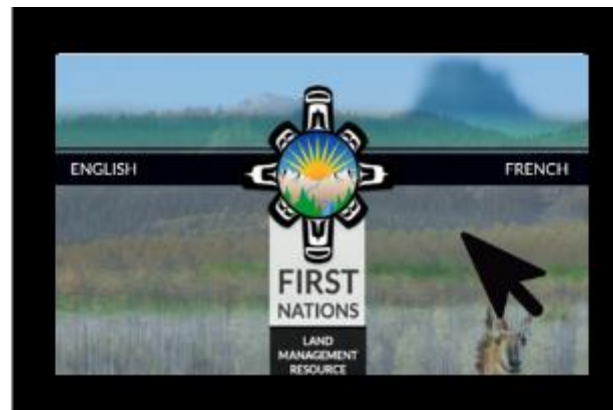 ENGLISH
FRENCH
FIRST
NATIONS
LAND
MANAGEMENT
RESOURCE